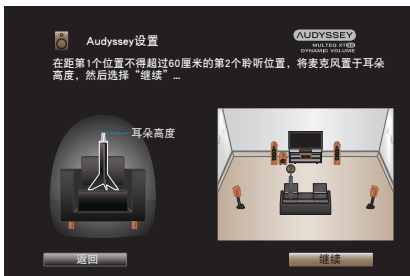 Audyssey设置
AUDYSSEY
MULTEQ XT32
DYNAMIC VOLUME
在距第1个位置不得超过60厘米的第2个聆听位置，将麦克风置于耳朵
高度，然后选择“继续”...
耳朵高度
返回
继续